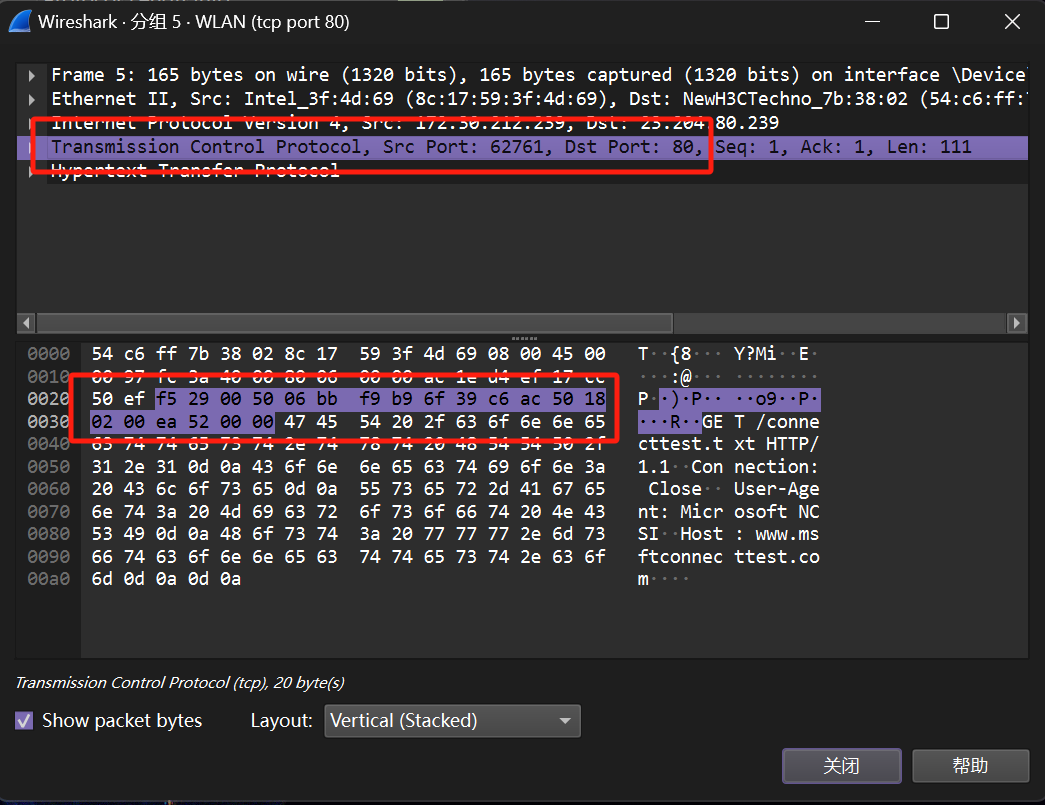 Wireshark · 分组 5 · WLAN (tcp port 80)
Frame 5: 165 bytes on wire (1320 bits), 165 bytes captured (1320 bits) on interface \Device
Ethernet II, Src: Intel_3f:4d:69 (8c:17:59:3f:4d:69), Dst: NewH3CTechno_7b:38:02 (54:c6:ff:
Internet Protocol Version 4, Src: 172.30.212.239, Dst: 23.204.80.239
Transmission Control Protocol, Src Port: 62761, Dst Port: 80, Seq: 1, Ack: 1, Len: 111
Hypertext Transfer Protocol
0000 54 c6 ff 7b 38 02 8c 17 59 3f 4d 69 08 00 45 00 T··{8··· Y?Mi··E·
0010 00 97 fc 3a 40 00 80 06 00 00 ac 1e d4 ef 17 cc ···:@··· ········
0020 50 ef f5 29 00 50 06 bb f9 b9 6f 39 c6 ac 50 18 P··)·P·· ··o9··P·
0030 02 00 ea 52 00 00 47 45 54 20 2f 63 6f 6e 6e 65 ···R··GE T /conne
0040 63 74 74 65 73 74 2e 74 78 74 20 48 54 54 50 2f cttest.t xt HTTP/
0050 31 2e 31 0d 0a 43 6f 6e 6e 65 63 74 69 6f 6e 3a 1.1··Con nection:
0060 20 43 6c 6f 73 65 0d 0a 55 73 65 72 2d 41 67 65 Close·· User-Age
0070 6e 74 3a 20 4d 69 63 72 6f 73 6f 66 74 20 4e 43 nt: Micr osoft NC
0080 53 49 0d 0a 48 6f 73 74 3a 20 77 77 77 2e 6d 73 SI··Host : www.ms
0090 66 74 63 6f 6e 6e 65 63 74 74 65 73 74 2e 63 6f ftconnec ttest.co
00a0 6d 0d 0a 0d 0a m····
Transmission Control Protocol (tcp), 20 byte(s)
Show packet bytes Layout: Vertical (Stacked)
关闭 帮助